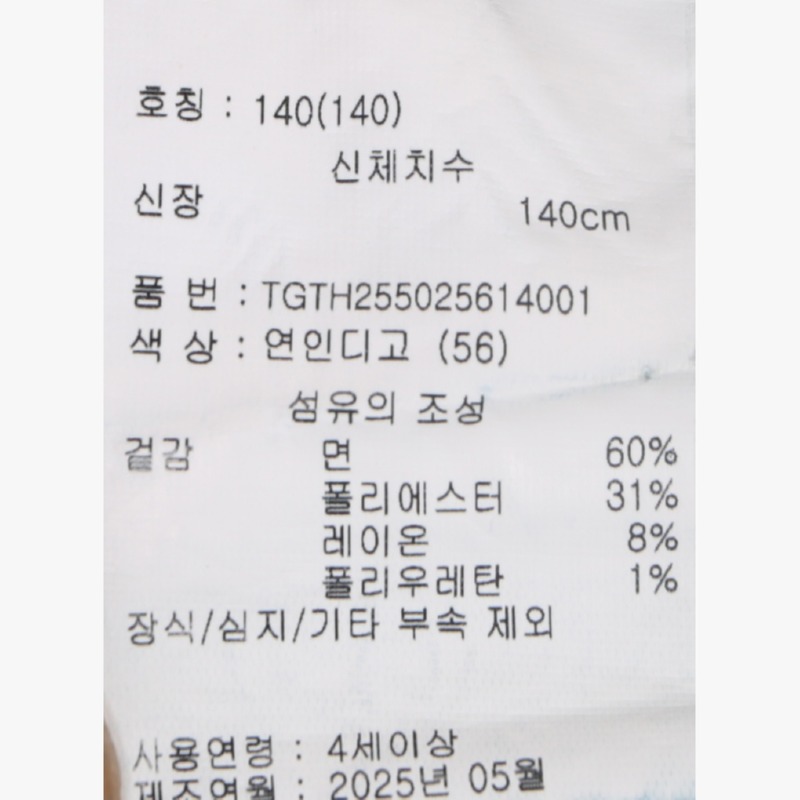 호칭 : 140(140)
신체치수
신장 140cm
품 번 : TGTH255025614001
색 상 : 연인디고 (56)
섬유의 조성
겉감 면 60%
폴리에스터 31%
레이온 8%
폴리우레탄 1%
장식/심지/기타 부속 제외
사용연령 : 4세이상
제조연월 : 2025년 05월